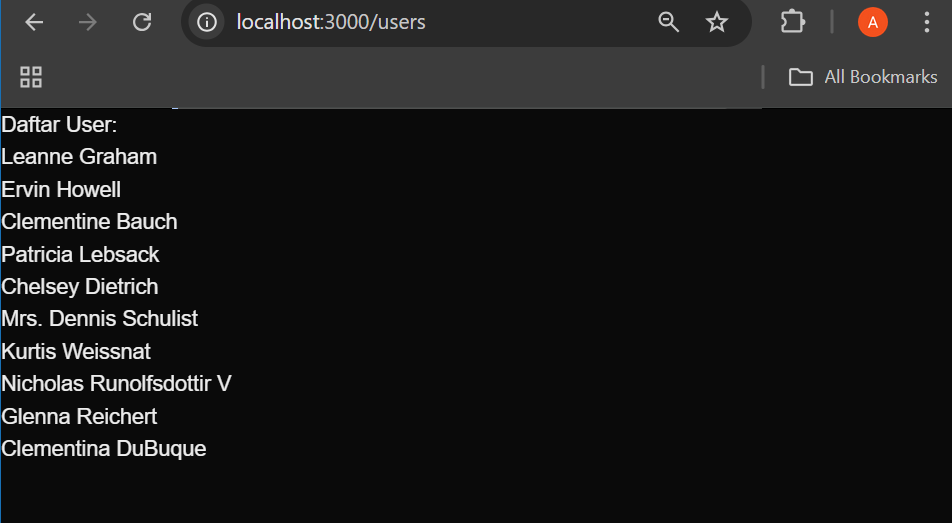 localhost:3000/users
A
All Bookmarks
Daftar User:
Leanne Graham
Ervin Howell
Clementine Bauch
Patricia Lebsack
Chelsey Dietrich
Mrs. Dennis Schulist
Kurtis Weissnat
Nicholas Runolfsdottir V
Glenna Reichert
Clementina DuBuque